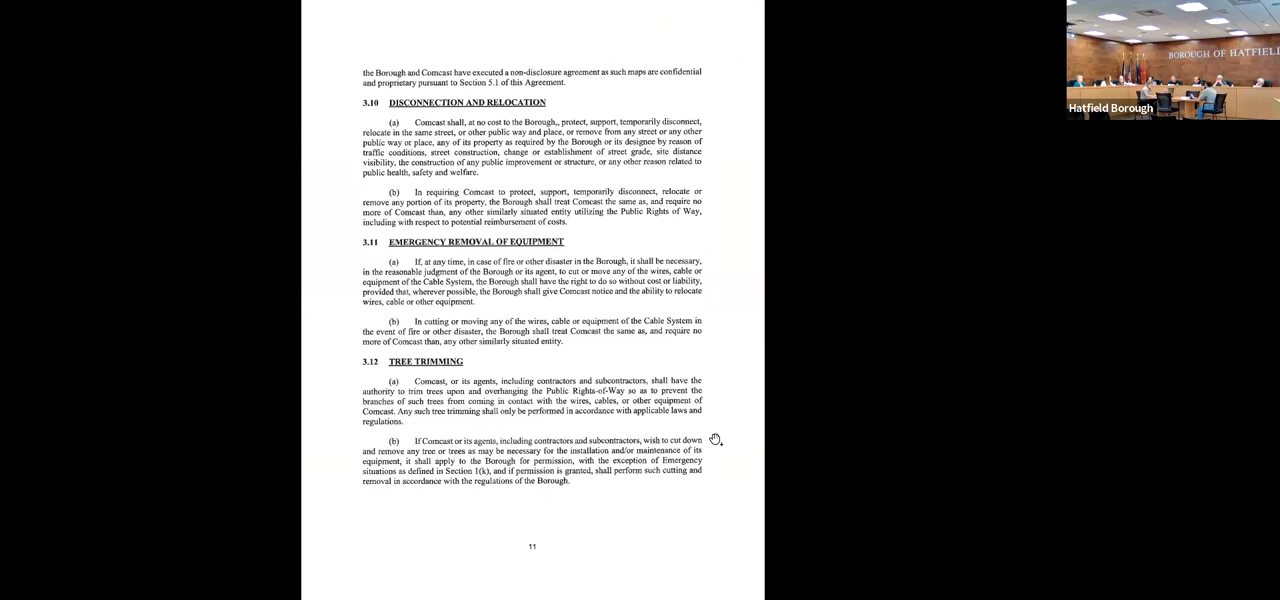 the Borough and Comcast have executed a non-disclosure agreement as such maps are confidential
and proprietary pursuant to Section 5.1 of this Agreement.
3.10 DISCONNECTION AND RELOCATION
(a) Comcast shall, at no cost to the Borough,, protect, support, temporarily disconnect,
relocate in the same street, or other public way and place, or remove from any street or any other
public way or place, any of its property as required by the Borough or its designee by reason of
traffic conditions, street construction, change or establishment of street grade, site distance
visibility, the construction of any public improvement or structure, or any other reason related to
public health, safety and welfare.
(b) In requiring Comcast to protect, support, temporarily disconnect, relocate or
remove any portion of its property, the Borough shall treat Comcast the same as, and require no
more of Comcast than, any other similarly situated entity utilizing the Public Rights of Way,
including with respect to potential reimbursement of costs.
3.11 EMERGENCY REMOVAL OF EQUIPMENT
(a) If, at any time, in case of fire or other disaster in the Borough, it shall be necessary,
in the reasonable judgment of the Borough or its agent, to cut or move any of the wires, cable or
equipment of the Cable System, the Borough shall have the right to do so without cost or liability,
provided that, wherever possible, the Borough shall give Comcast notice and the ability to relocate
wires, cable or other equipment.
(b) In cutting or moving any of the wires, cable or equipment of the Cable System in
the event of fire or other disaster, the Borough shall treat Comcast the same as, and require no
more of Comcast than, any other similarly situated entity.
3.12 TREE TRIMMING
(a) Comcast, or its agents, including contractors and subcontractors, shall have the
authority to trim trees upon and overhanging the Public Rights-of-Way so as to prevent the
branches of such trees from coming in contact with the wires, cables, or other equipment of
Comcast. Any such tree trimming shall only be performed in accordance with applicable laws and
regulations.
(b) If Comcast or its agents, including contractors and subcontractors, wish to cut down
and remove any tree or trees as may be necessary for the installation and/or maintenance of its
equipment, it shall apply to the Borough for permission, with the exception of Emergency
situations as defined in Section 1(k), and if permission is granted, shall perform such cutting and
removal in accordance with the regulations of the Borough.
11
BOROUGH OF HATFIEL
Hatfield Borough